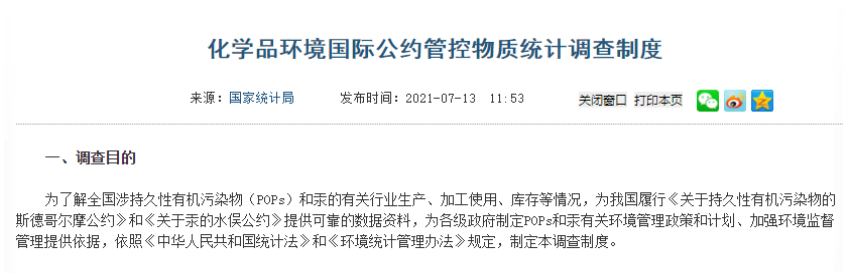 化学品环境国际公约管控物质统计调查制度
来源：国家统计局 发布时间：2021-07-13 11:53 关闭窗口 打印本页
一、调查目的
为了解全国涉持久性有机污染物（POPs）和汞的有关行业生产、加工使用、库存等情况，为我国履行《关于持久性有机污染物的
斯德哥尔摩公约》和《关于汞的水俣公约》提供可靠的数据资料，为各级政府制定POPs和汞有关环境管理政策和计划、加强环境监督
管理提供依据，依照《中华人民共和国统计法》和《环境统计管理办法》规定，制定本调查制度。